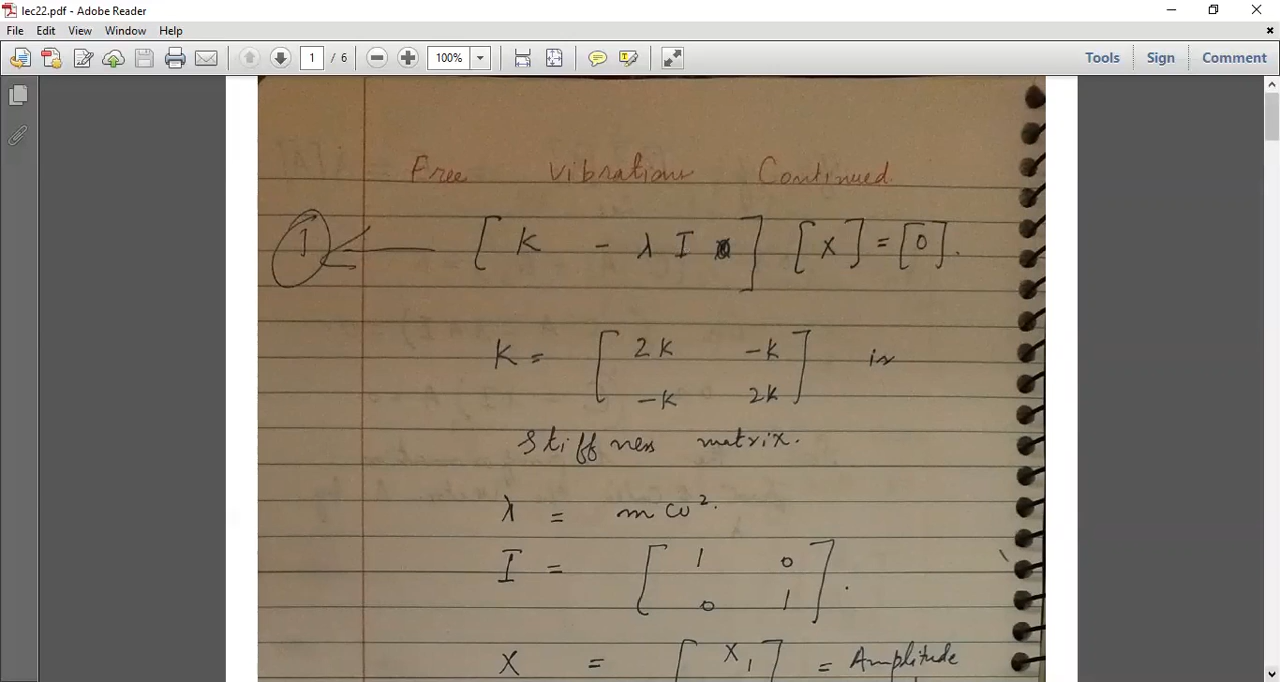 lec22.pdf - Adobe Reader
File Edit View Window Help
1 / 6 100% Tools Sign Comment
Free Vibration Continued.
1 [K - λ I] [X] = [0].
K = [2K -K is
-K 2K]
Stiffness matrix.
λ = mω².
I = [1 0
0 1].
X = [X₁ = Amplitude